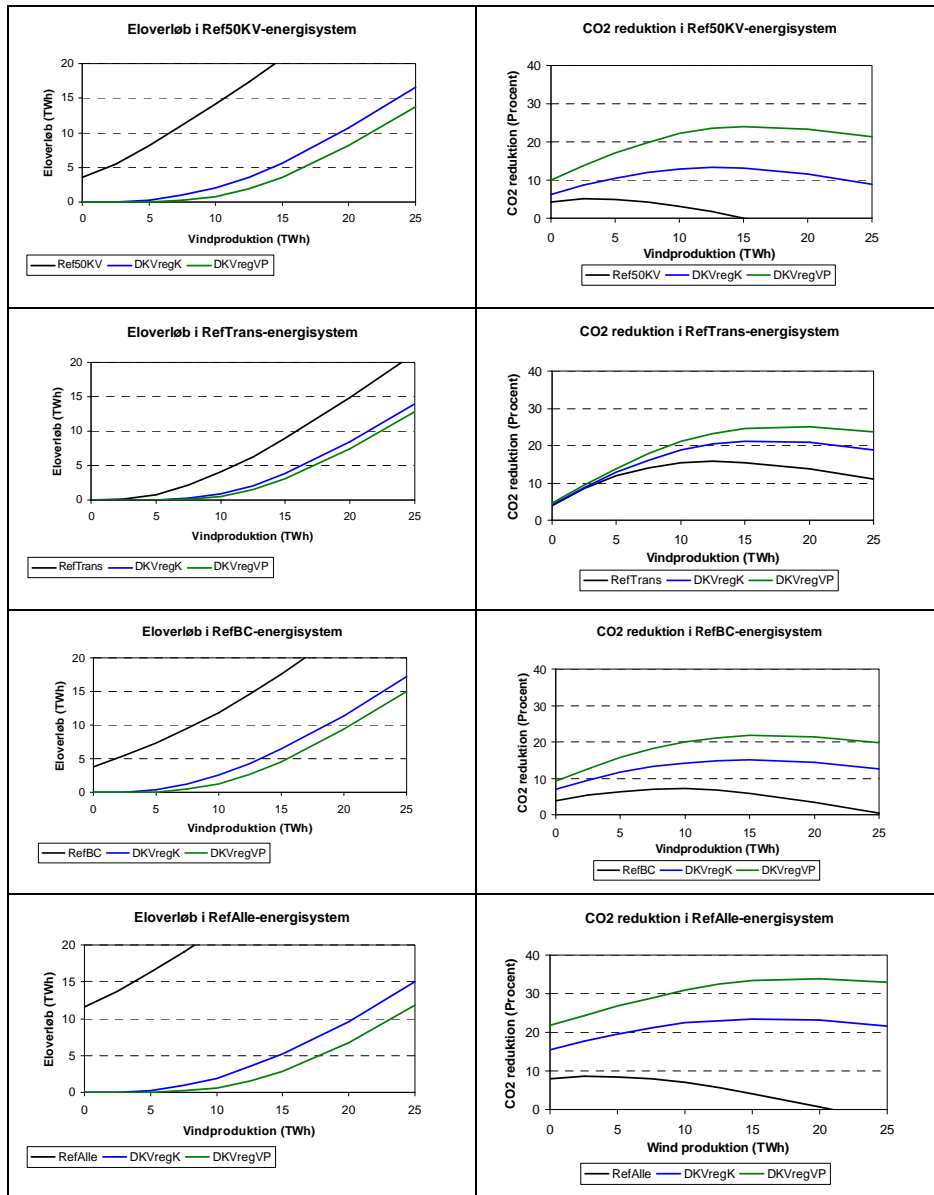 Eloverløb i Ref50KV-energisystem
20
15
10
5
0
0 5 10 15 20 25
Eloverløb (TWh)
Vindproduktion (TWh)
Ref50KV DKVregK DKVregVP
CO2 reduktion i Ref50KV-energisystem
40
30
20
10
0
0 5 10 15 20 25
CO2 reduktion (Procent)
Vindproduktion (TWh)
Ref50KV DKVregK DKVregVP
Eloverløb i RefTrans-energisystem
20
15
10
5
0
0 5 10 15 20 25
Eloverløb (TWh)
Vindproduktion (TWh)
RefTrans DKVregK DKVregVP
CO2 reduktion i RefTrans-energisystem
40
30
20
10
0
0 5 10 15 20 25
CO2 reduktion (Procent)
Vindproduktion (TWh)
RefTrans DKVregK DKVregVP
Eloverløb i RefBC-energisystem
20
15
10
5
0
0 5 10 15 20 25
Eloverløb (TWh)
Vindproduktion (TWh)
RefBC DKVregK DKVregVP
CO2 reduktion i RefBC-energisystem
40
30
20
10
0
0 5 10 15 20 25
CO2 reduktion (Procent)
Vindproduktion (TWh)
RefBC DKVregK DKVregVP
Eloverløb i RefAlle-energisystem
20
15
10
5
0
0 5 10 15 20 25
Eloverløb (TWh)
Vindproduktion (TWh)
RefAlle DKVregK DKVregVP
CO2 reduktion i RefAlle-energisystem
40
30
20
10
0
0 5 10 15 20 25
CO2 reduktion (Procent)
Wind produktion (TWh)
RefAlle DKVregK DKVregVP